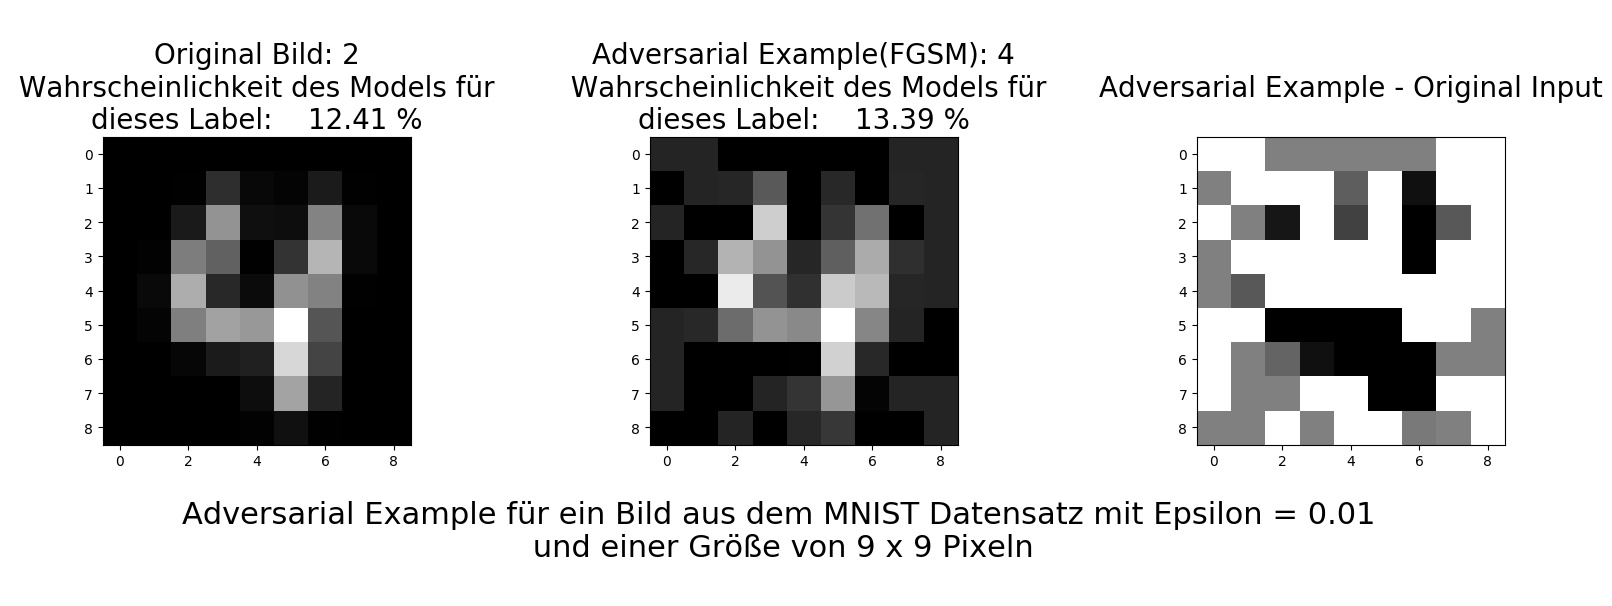 Original Bild: 2
Wahrscheinlichkeit des Models für
dieses Label: 12.41 %
0
1
2
3
4
5
6
7
8
0 2 4 6 8
Adversarial Example(FGSM): 4
Wahrscheinlichkeit des Models für
dieses Label: 13.39 %
0
1
2
3
4
5
6
7
8
0 2 4 6 8
Adversarial Example - Original Input
0
1
2
3
4
5
6
7
8
0 2 4 6 8
Adversarial Example für ein Bild aus dem MNIST Datensatz mit Epsilon = 0.01
und einer Größe von 9 x 9 Pixeln